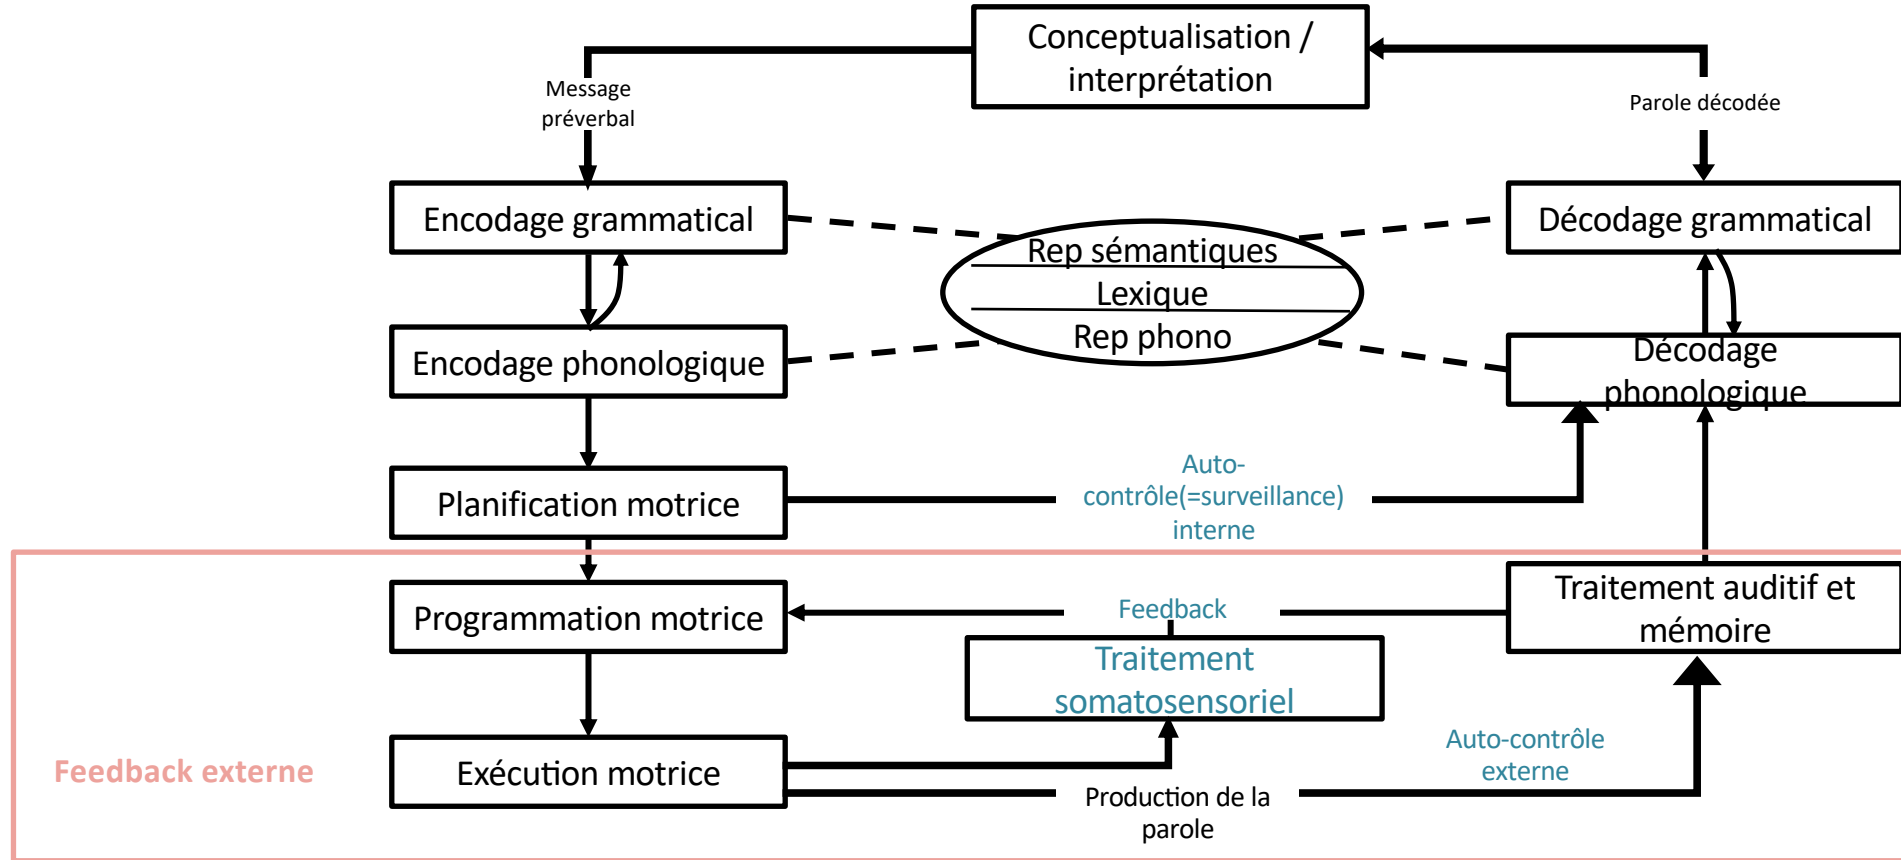 Conceptualisation /
interprétation
Message
préverbal
Parole décodée
Encodage grammatical
Décodage grammatical
Rep sémantiques
Lexique
Rep phono
Encodage phonologique
Décodage
phonologique
Planification motrice
Auto-
contrôle(=surveillance)
interne
Programmation motrice
Feedback
Traitement auditif et
mémoire
Traitement
somatosensoriel
Feedback externe
Exécution motrice
Auto-contrôle
externe
Production de la
parole